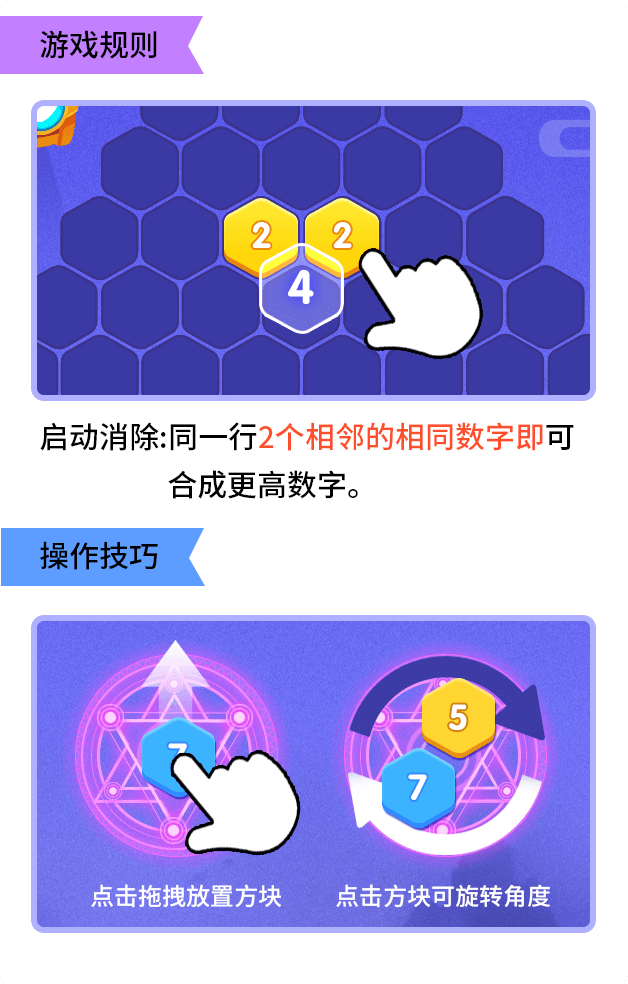 游戏规则
2 2
4
启动消除:同一行2个相邻的相同数字即可
合成更高数字。
操作技巧
5
7 7
点击拖拽放置方块 点击方块可旋转角度